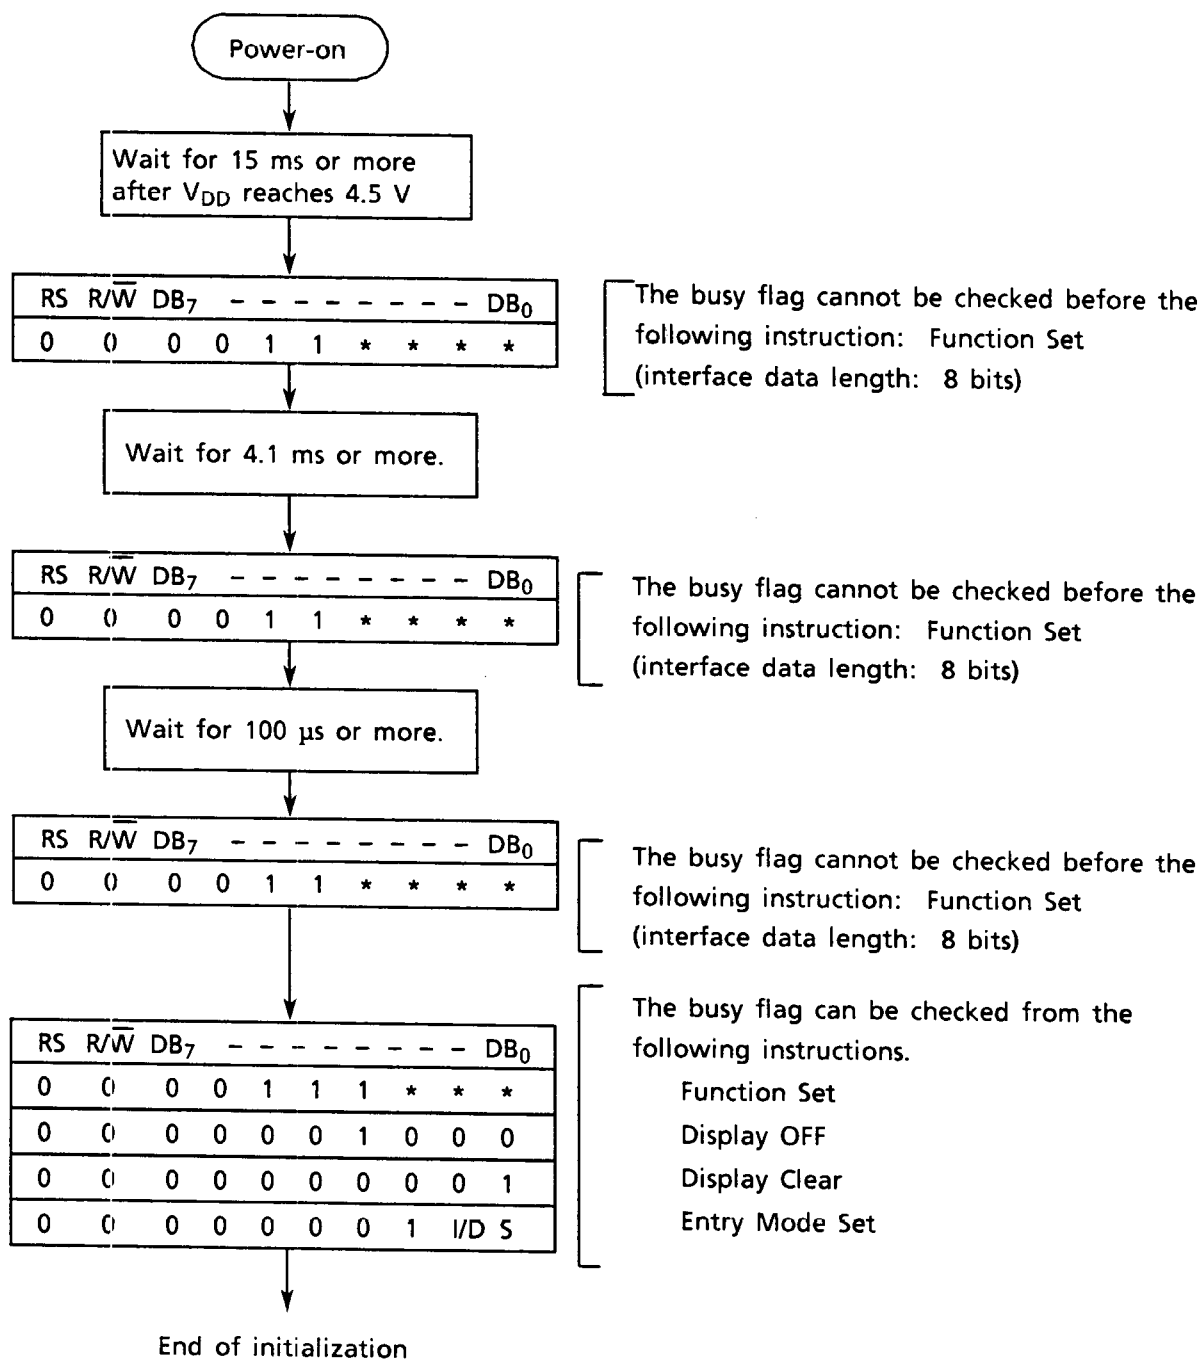 Power-on
Wait for 15 ms or more
after VDD reaches 4.5 V
RS R/W̅ DB7 - - - - - - - - DB0
0 0 0 0 1 1 * * * *
The busy flag cannot be checked before the
following instruction: Function Set
(interface data length: 8 bits)
Wait for 4.1 ms or more.
RS R/W̅ DB7 - - - - - - - - DB0
0 0 0 0 1 1 * * * *
The busy flag cannot be checked before the
following instruction: Function Set
(interface data length: 8 bits)
Wait for 100 µs or more.
RS R/W̅ DB7 - - - - - - - - DB0
0 0 0 0 1 1 * * * *
The busy flag cannot be checked before the
following instruction: Function Set
(interface data length: 8 bits)
RS R/W̅ DB7 - - - - - - - - DB0
0 0 0 0 1 1 1 * * *
0 0 0 0 0 0 1 0 0 0
0 0 0 0 0 0 0 0 0 1
0 0 0 0 0 0 0 1 I/D S
The busy flag can be checked from the
following instructions.
Function Set
Display OFF
Display Clear
Entry Mode Set
End of initialization